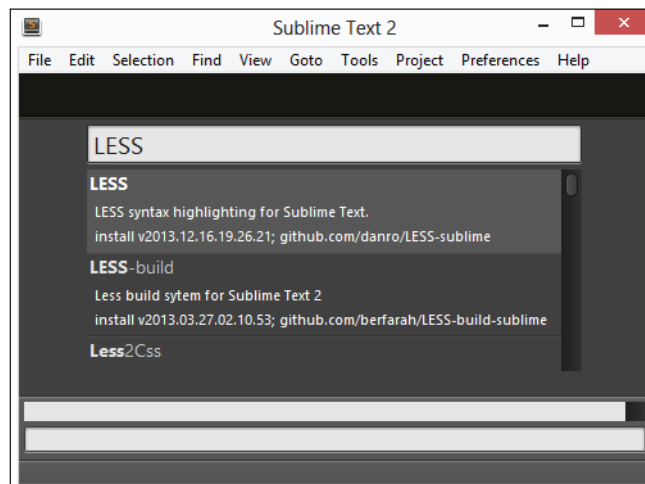 Sublime Text 2
File Edit Selection Find View Goto Tools Project Preferences Help
LESS
LESS
LESS syntax highlighting for Sublime Text.
install v2013.12.16.19.26.21; github.com/danro/LESS-sublime
LESS-build
Less build sytem for Sublime Text 2
install v2013.03.27.02.10.53; github.com/berfarah/LESS-build-sublime
Less2Css